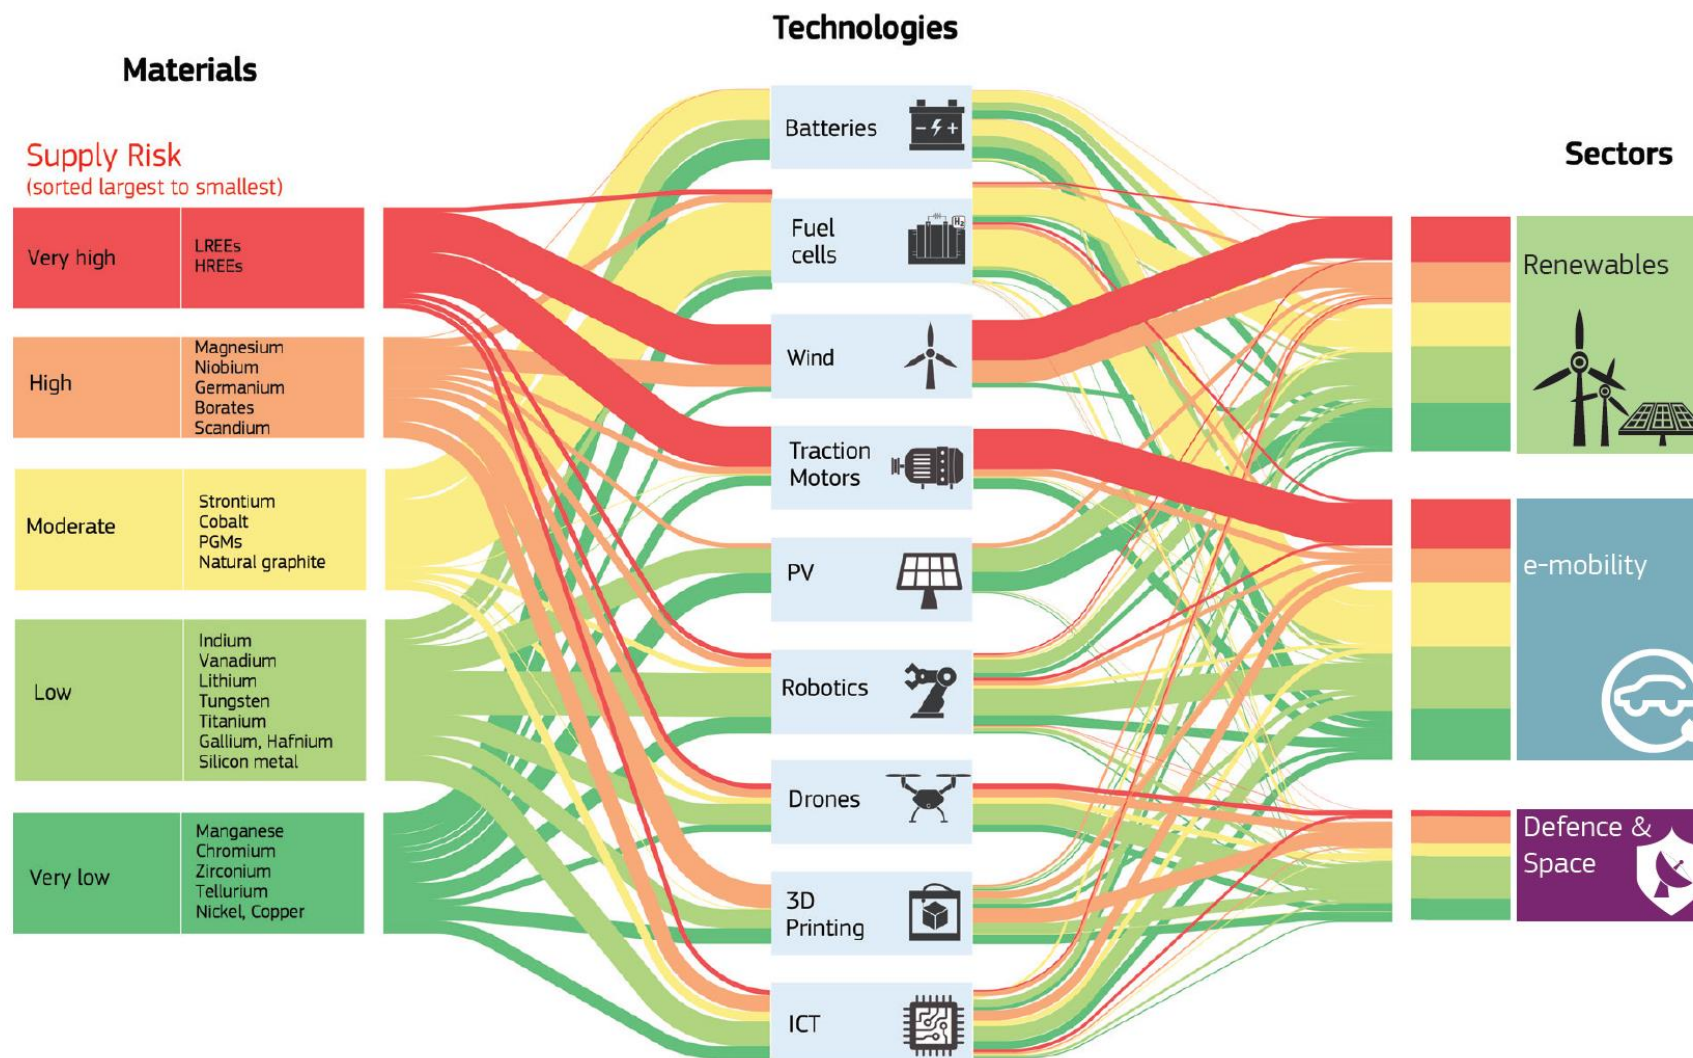 Technologies
Materials
Supply Risk
(sorted largest to smallest)
Very high
LREEs
HREEs
High
Magnesium
Niobium
Germanium
Borates
Scandium
Moderate
Strontium
Cobalt
PGMs
Natural graphite
Low
Indium
Vanadium
Lithium
Tungsten
Titanium
Gallium, Hafnium
Silicon metal
Very low
Manganese
Chromium
Zirconium
Tellurium
Nickel, Copper
Batteries
Fuel
cells
H2
Wind
Traction
Motors
PV
Robotics
Drones
3D
Printing
ICT
Sectors
Renewables
e-mobility
Defence &
Space